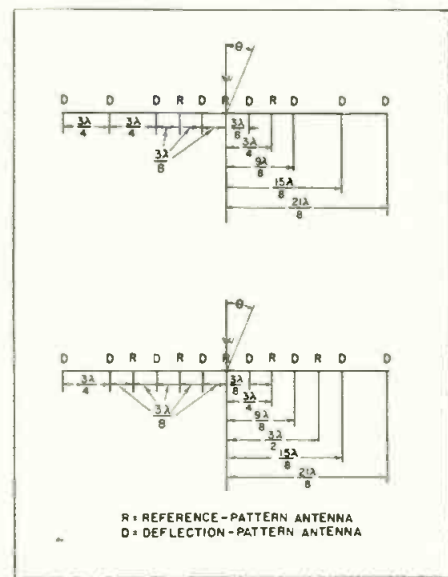 θ
D D D R D R D R D D D
3λ/4 3λ/4 3λ/8
3λ/4
3λ/8
9λ/8
15λ/8
21λ/8
θ
D D R D R D R D R D R D D
3λ/4 3λ/8
3λ/4
3λ/8
9λ/8
3λ/2
15λ/8
21λ/8
R = REFERENCE-PATTERN ANTENNA
D = DEFLECTION-PATTERN ANTENNA